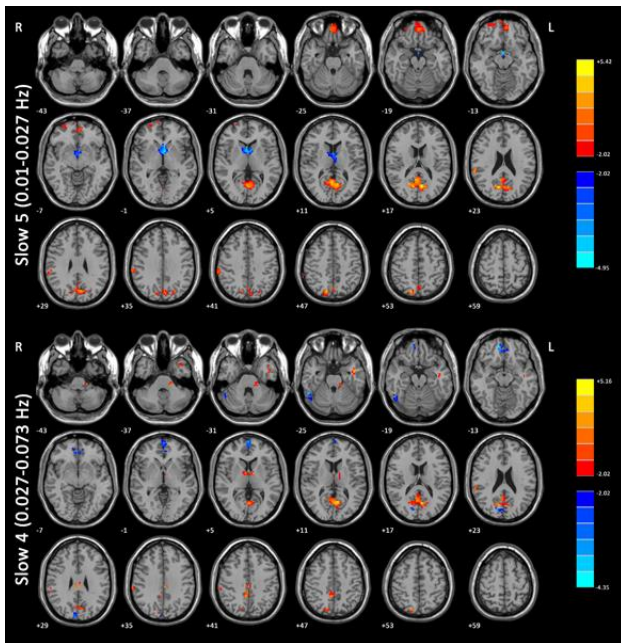 R L
-43 -37 -31 -25 -19 -13
-7 -1 +5 +11 +17 +23
+29 +35 +41 +47 +53 +59
Slow 5 (0.01-0.027 Hz)
+5.43
-2.02
-2.02
-4.95
R L
-43 -37 -31 -25 -19 -13
-7 -1 +5 +11 +17 +23
+29 +35 +41 +47 +53 +59
Slow 4 (0.027-0.073 Hz)
+5.16
+2.02
-2.02
-4.35